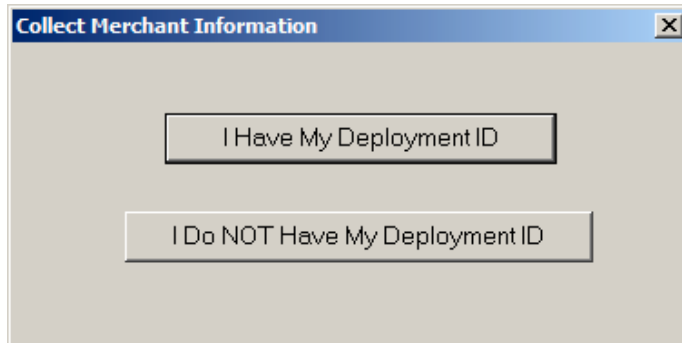 Collect Merchant Information
I Have My Deployment ID
I Do NOT Have My Deployment ID